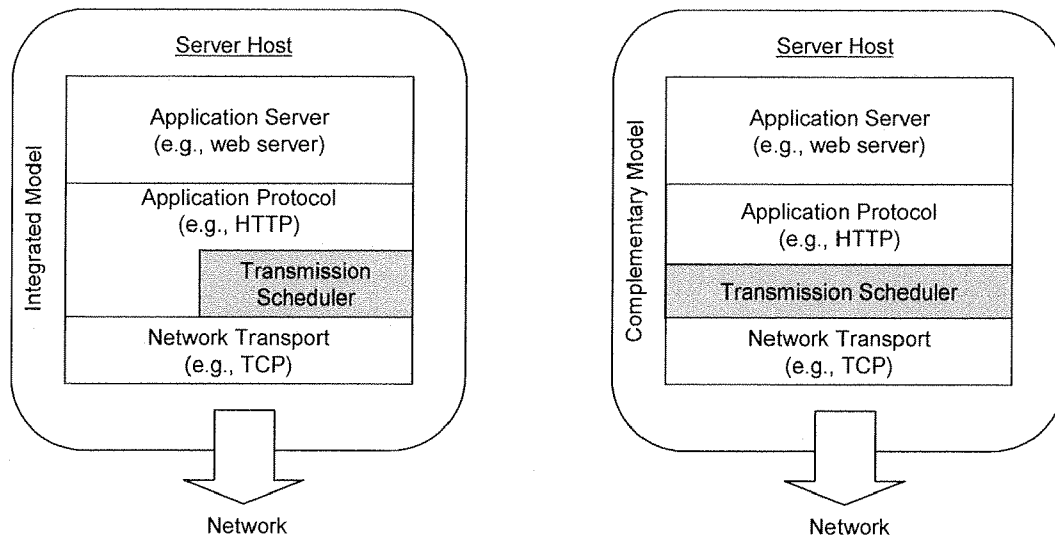 Server Host
Integrated Model
Application Server
(e.g., web server)
Application Protocol
(e.g., HTTP)
Transmission
Scheduler
Network Transport
(e.g., TCP)
Network
Server Host
Complementary Model
Application Server
(e.g., web server)
Application Protocol
(e.g., HTTP)
Transmission Scheduler
Network Transport
(e.g., TCP)
Network